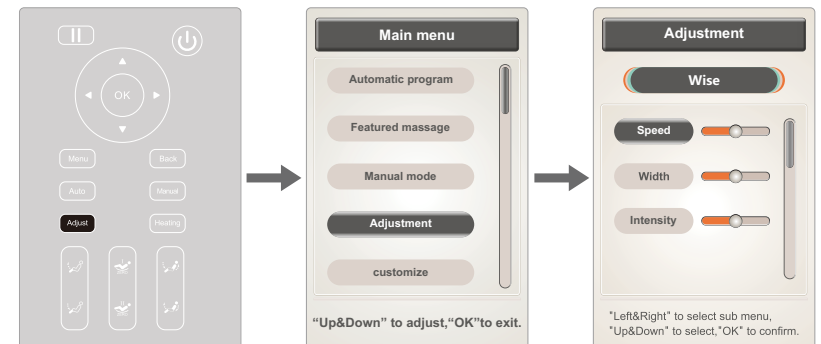 OK
Menu
Back
Auto
Manual
Adjust
Heating
Main menu
Automatic program
Featured massage
Manual mode
Adjustment
customize
“Up&Down” to adjust,“OK”to exit.
Adjustment
Wise
Speed
Width
Intensity
"Left&Right" to select sub menu,
"Up&Down" to select,"OK" to confirm.